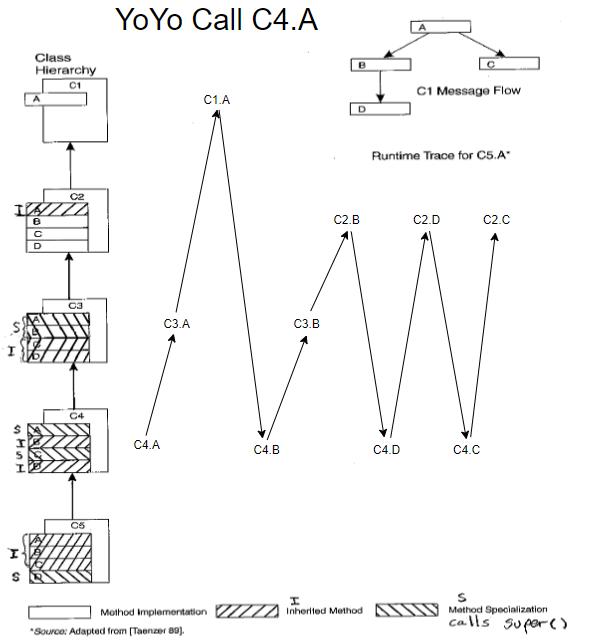 YoYo Call C4.A
Class
Hierarchy
C1
A
C2
I
A
B
C
D
C3
S
I
A
B
C
D
C4
S
I
S
I
A
B
C
D
C5
I
S
A
B
C
D
A
B
C
D
C1 Message Flow
Runtime Trace for C5.A*
C1.A
C3.A
C4.A
C4.B
C3.B
C2.B
C4.D
C2.D
C4.C
C2.C
Method Implementation
I
Inherited Method
S
Method Specialization
calls super()
*Source: Adapted from [Taenzer 89].